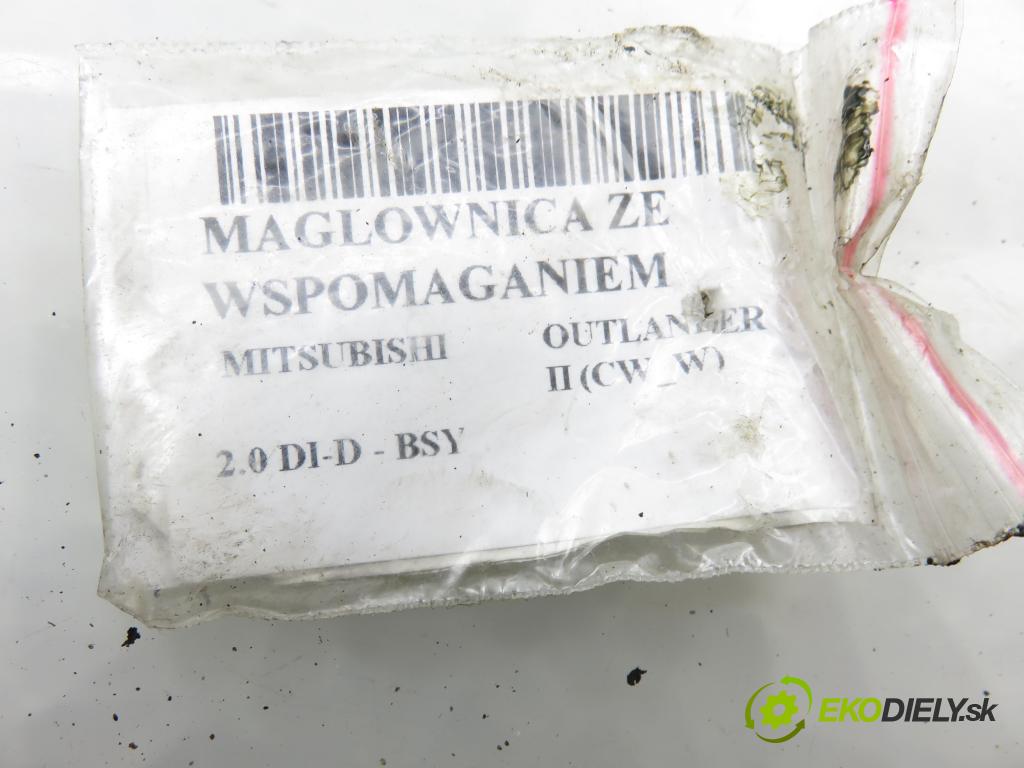 MAGLOWNICA ZE
WSPOMAGANIEM
MITSUBISHI
OUTLANDER
II (CW_W)
2.0 DI-D - BSY
EKODIELY.sk